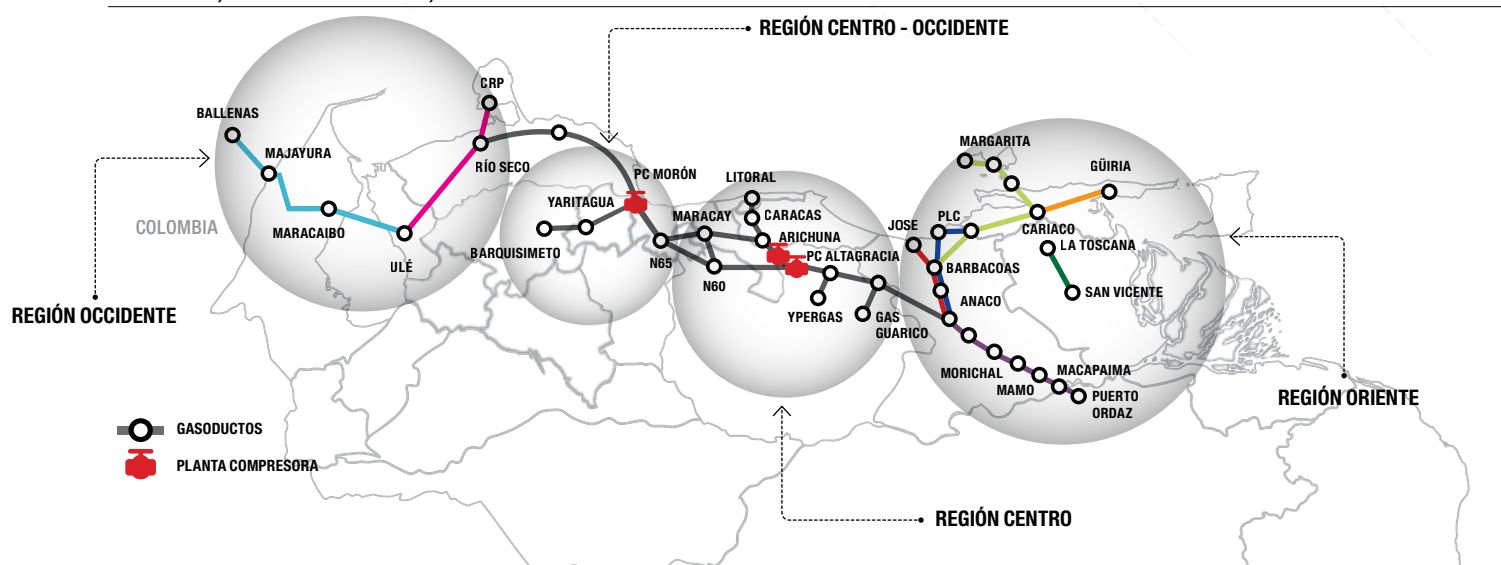 REGIÓN CENTRO - OCCIDENTE
CRP
BALLENAS
MAJAYURA
RÍO SECO
COLOMBIA
MARACAIBO
ULÉ
REGIÓN OCCIDENTE
PC MORÓN
YARITAGUA
BARQUISIMETO
LITORAL
MARACAY
CARACAS
ARICHUNA
N65
PC ALTAGRACIA
N60
YPERGAS
GAS
GUARICO
MARGARITA
GÜIRIA
JOSE
PLC
CARIACO
LA TOSCANA
BARBACOAS
SAN VICENTE
ANACO
MORICHAL
MAMO
MACAPAIMA
PUERTO
ORDAZ
REGIÓN ORIENTE
GASODUCTOS
PLANTA COMPRESORA
REGIÓN CENTRO